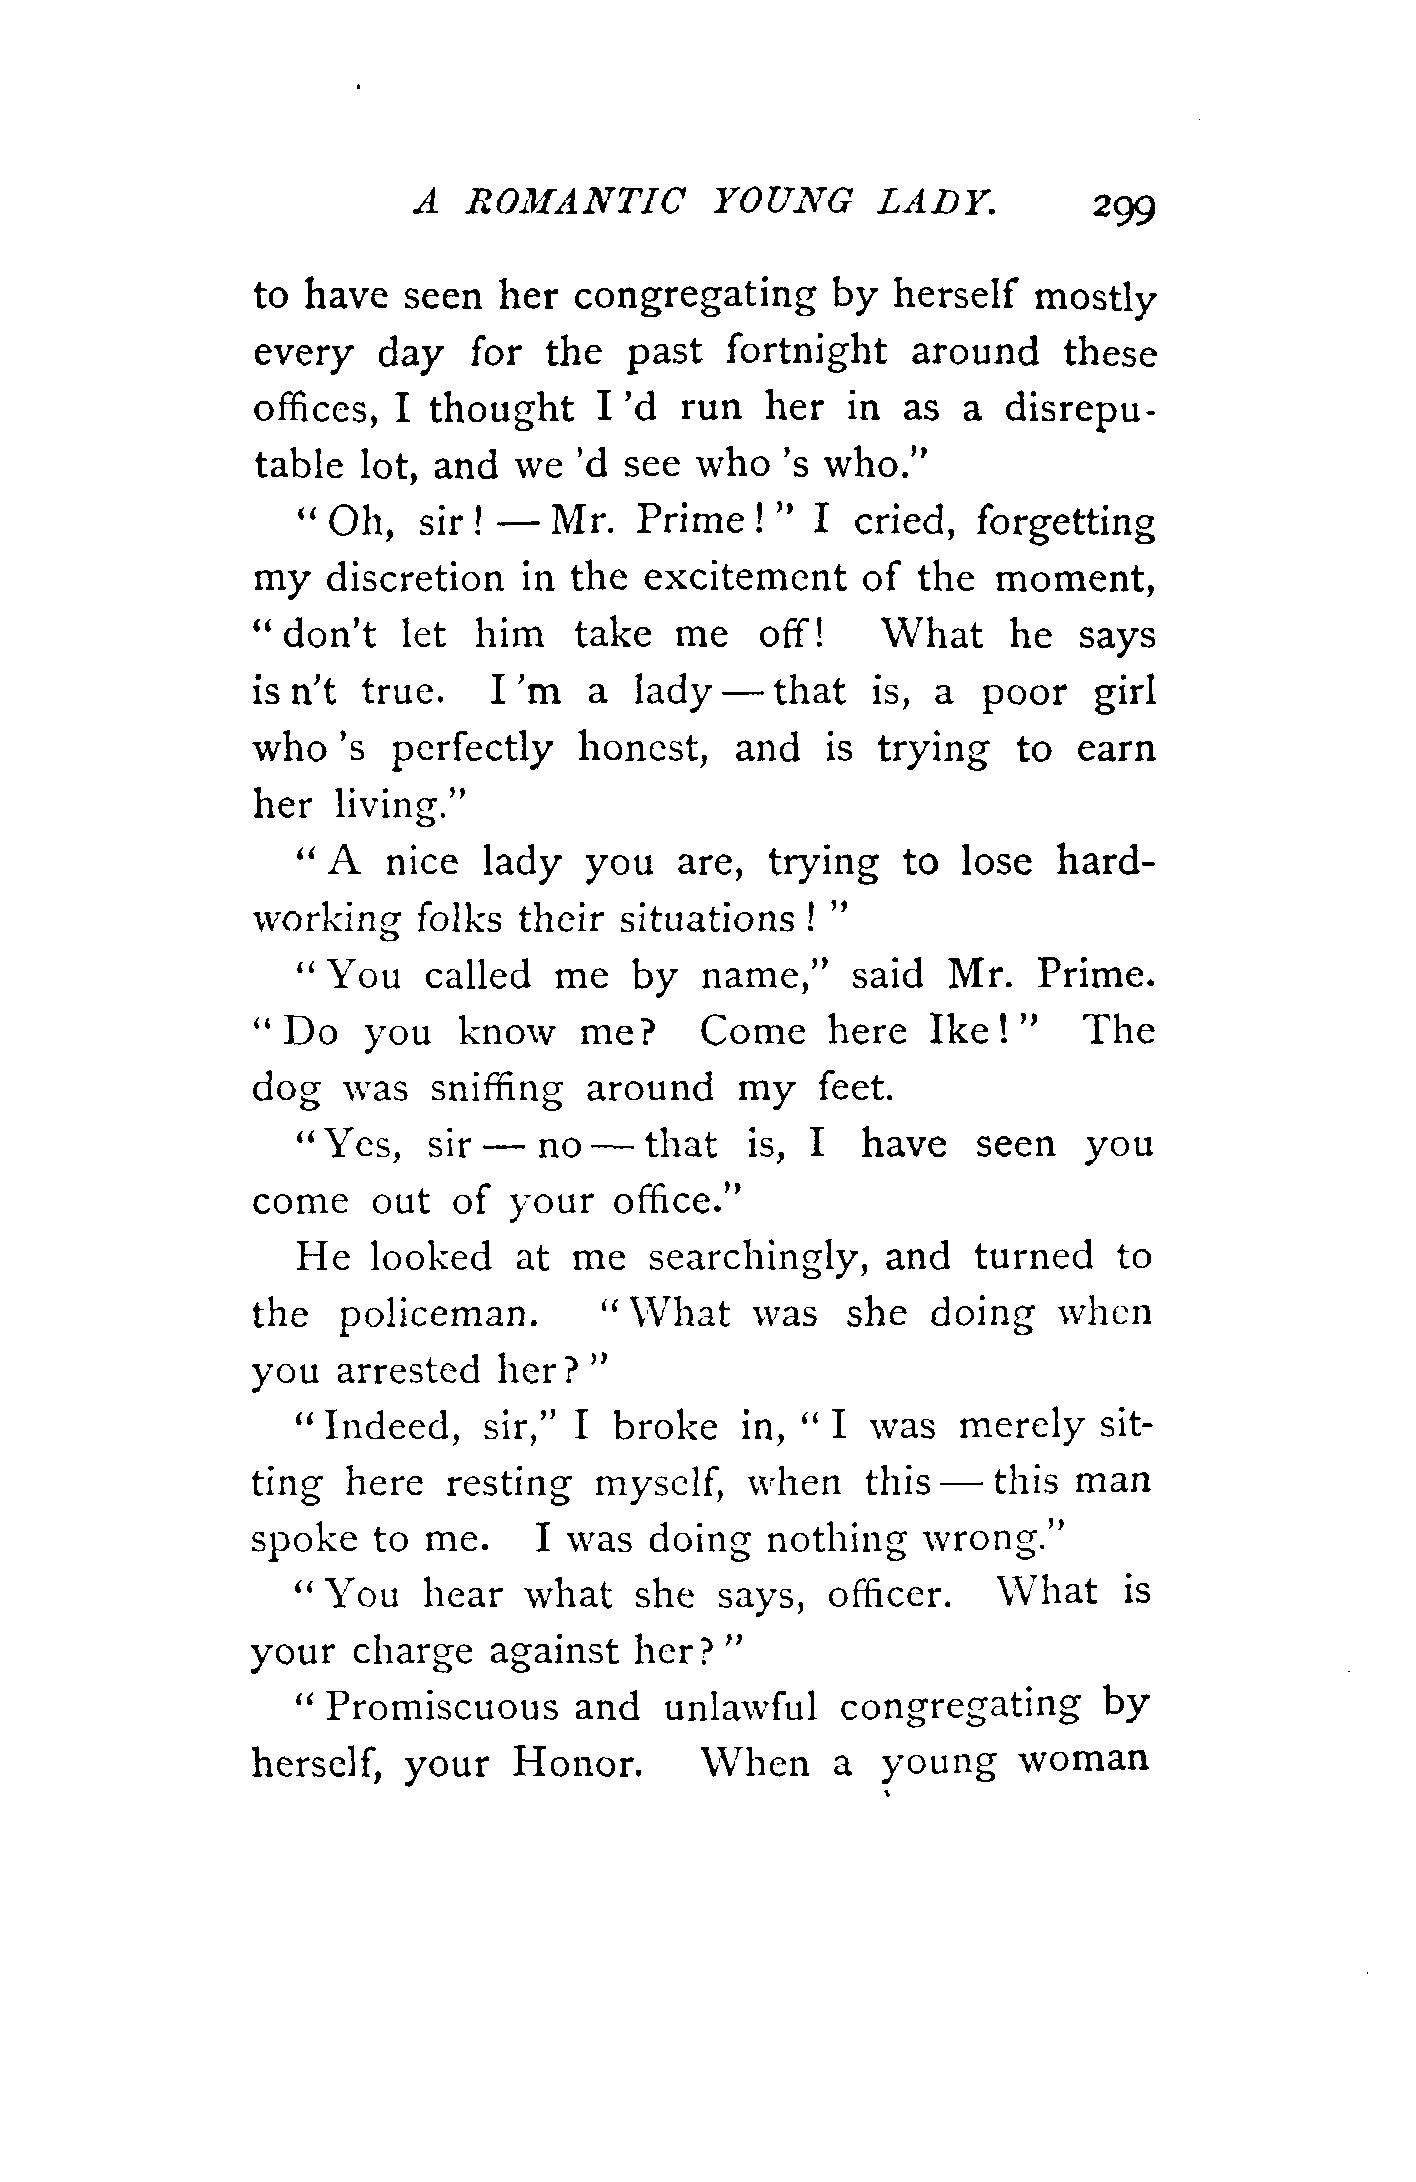 A ROMANTIC YOUNG LADY. 299
to have seen her congregating by herself mostly
every day for the past fortnight around these
offices, I thought I 'd run her in as a disrepu-
table lot, and we 'd see who 's who."
"Oh, sir! — Mr. Prime!" I cried, forgetting
my discretion in the excitement of the moment,
"don't let him take me off! What he says
is n't true. I 'm a lady — that is, a poor girl
who 's perfectly honest, and is trying to earn
her living."
"A nice lady you are, trying to lose hard-
working folks their situations!"
"You called me by name," said Mr. Prime.
"Do you know me? Come here Ike!" The
dog was sniffing around my feet.
"Yes, sir — no — that is, I have seen you
come out of your office."
He looked at me searchingly, and turned to
the policeman. "What was she doing when
you arrested her?"
"Indeed, sir," I broke in, "I was merely sit-
ting here resting myself, when this — this man
spoke to me. I was doing nothing wrong."
"You hear what she says, officer. What is
your charge against her?"
"Promiscuous and unlawful congregating by
herself, your Honor. When a young woman